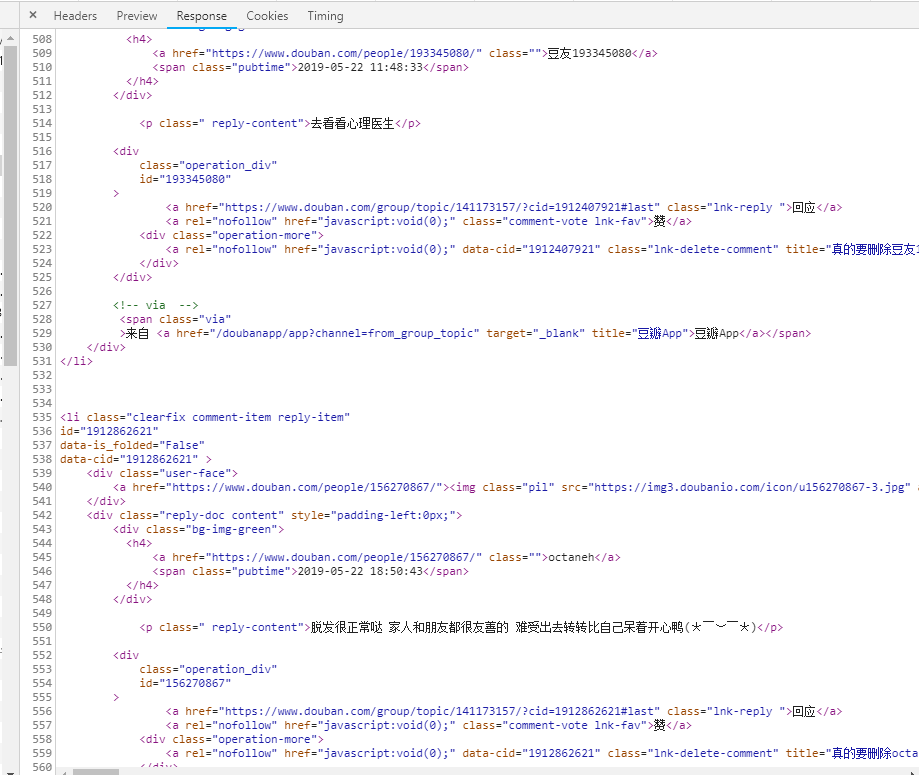 × Headers Preview Response Cookies Timing
508 <h4>
509 <a href="https://www.douban.com/people/193345080/" class="">豆友193345080</a>
510 <span class="pubtime">2019-05-22 11:48:33</span>
511 </h4>
512 </div>
513
514 <p class=" reply-content">去看看心理医生</p>
515
516 <div
517 class="operation_div"
518 id="193345080"
519 >
520 <a href="https://www.douban.com/group/topic/141173157/?cid=1912407921#last" class="lnk-reply ">回应</a>
521 <a rel="nofollow" href="javascript:void(0);" class="comment-vote lnk-fav">赞</a>
522 <div class="operation-more">
523 <a rel="nofollow" href="javascript:void(0);" data-cid="1912407921" class="lnk-delete-comment" title="真的要删除豆友1
524 </div>
525 </div>
526
527 <!-- via -->
528 <span class="via"
529 >来自 <a href="/doubanapp/app?channel=from_group_topic" target="_blank" title="豆瓣App">豆瓣App</a></span>
530 </div>
531 </li>
532
533
534
535 <li class="clearfix comment-item reply-item"
536 id="1912862621"
537 data-is_folded="False"
538 data-cid="1912862621" >
539 <div class="user-face">
540 <a href="https://www.douban.com/people/156270867/"><img class="pil" src="https://img3.doubanio.com/icon/u156270867-3.jpg"
541 </div>
542 <div class="reply-doc content" style="padding-left:0px;">
543 <div class="bg-img-green">
544 <h4>
545 <a href="https://www.douban.com/people/156270867/" class="">octaneh</a>
546 <span class="pubtime">2019-05-22 18:50:43</span>
547 </h4>
548 </div>
549
550 <p class=" reply-content">脱发很正常哒 家人和朋友都很友善的 难受出去转转比自己呆着开心鸭(＊￣︶￣＊)</p>
551
552 <div
553 class="operation_div"
554 id="156270867"
555 >
556 <a href="https://www.douban.com/group/topic/141173157/?cid=1912862621#last" class="lnk-reply ">回应</a>
557 <a rel="nofollow" href="javascript:void(0);" class="comment-vote lnk-fav">赞</a>
558 <div class="operation-more">
559 <a rel="nofollow" href="javascript:void(0);" data-cid="1912862621" class="lnk-delete-comment" title="真的要删除octa
560 </div>